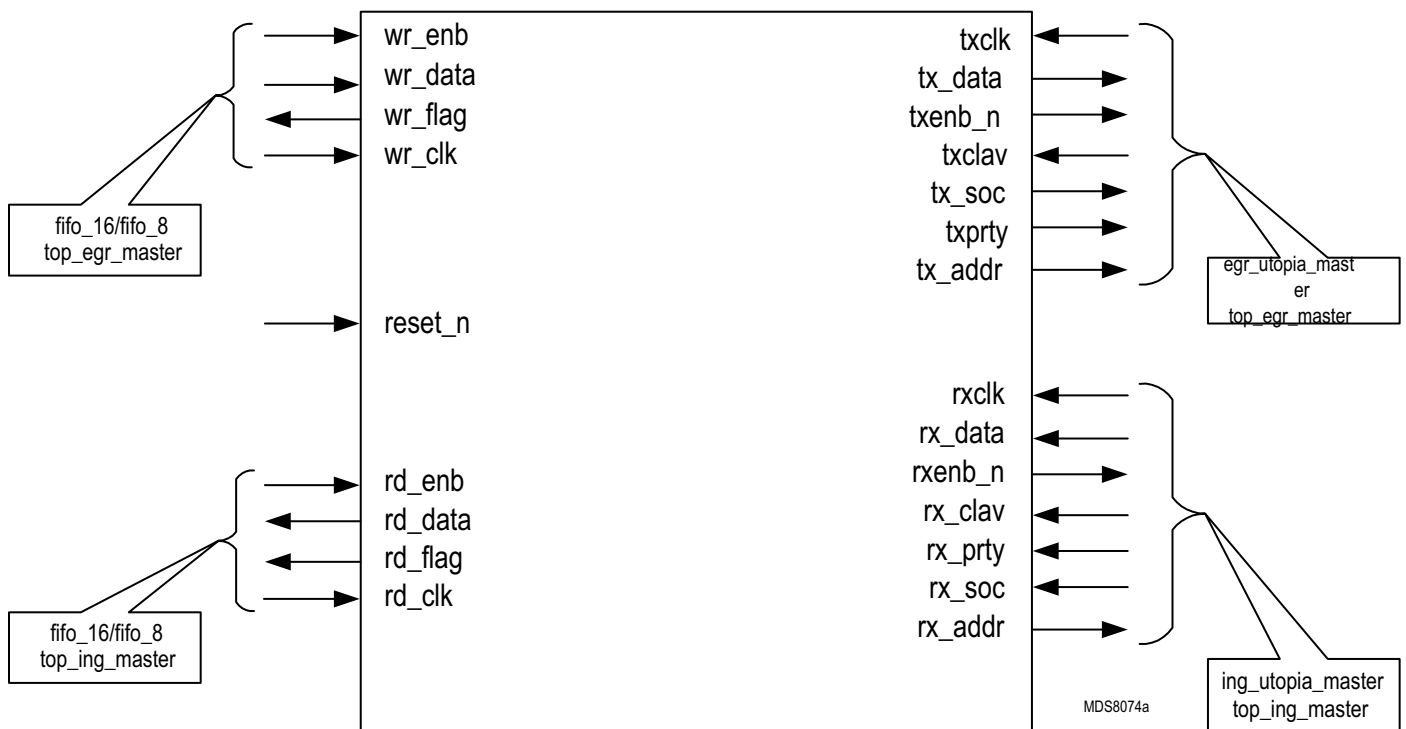 wr_enb
wr_data
wr_flag
wr_clk
fifo_16/fifo_8
top_egr_master
reset_n
rd_enb
rd_data
rd_flag
rd_clk
fifo_16/fifo_8
top_ing_master
txclk
tx_data
txenb_n
txclav
tx_soc
txprty
tx_addr
egr_utopia_mast
er
top_egr_master
rxclk
rx_data
rxenb_n
rx_clav
rx_prty
rx_soc
rx_addr
ing_utopia_master
top_ing_master
MDS8074a